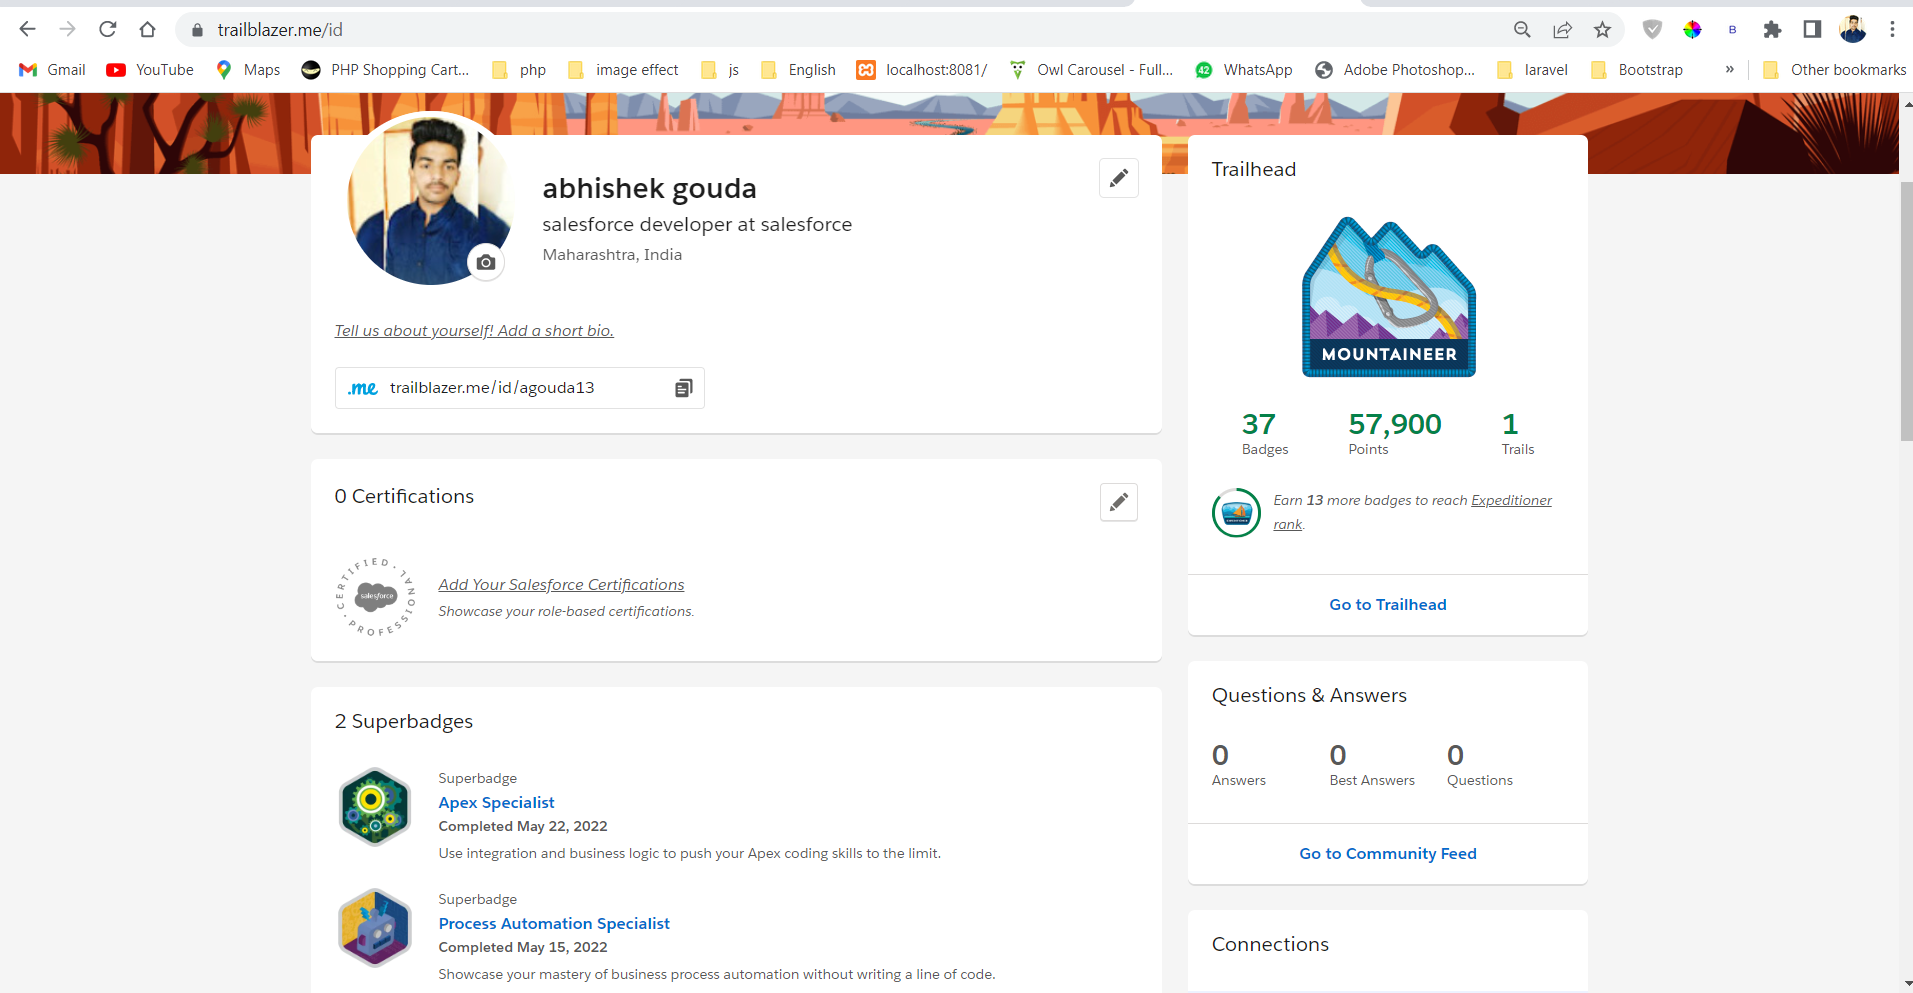 trailblazer.me/id
B
Gmail
YouTube
Maps
PHP Shopping Cart...
php
image effect
js
English
localhost:8081/
Owl Carousel - Full...
42
WhatsApp
Adobe Photoshop...
laravel
Bootstrap
»
Other bookmarks
abhishek gouda
salesforce developer at salesforce
Maharashtra, India
Tell us about yourself! Add a short bio.
.me trailblazer.me/id/agouda13
0 Certifications
CERTIFIED · PROFESSIONAL ·
salesforce
Add Your Salesforce Certifications
Showcase your role-based certifications.
2 Superbadges
Superbadge
Apex Specialist
Completed May 22, 2022
Use integration and business logic to push your Apex coding skills to the limit.
Superbadge
Process Automation Specialist
Completed May 15, 2022
Showcase your mastery of business process automation without writing a line of code.
Trailhead
MOUNTAINEER
37 57,900 1
Badges Points Trails
Earn 13 more badges to reach Expeditioner
rank.
Go to Trailhead
Questions & Answers
0 0 0
Answers Best Answers Questions
Go to Community Feed
Connections